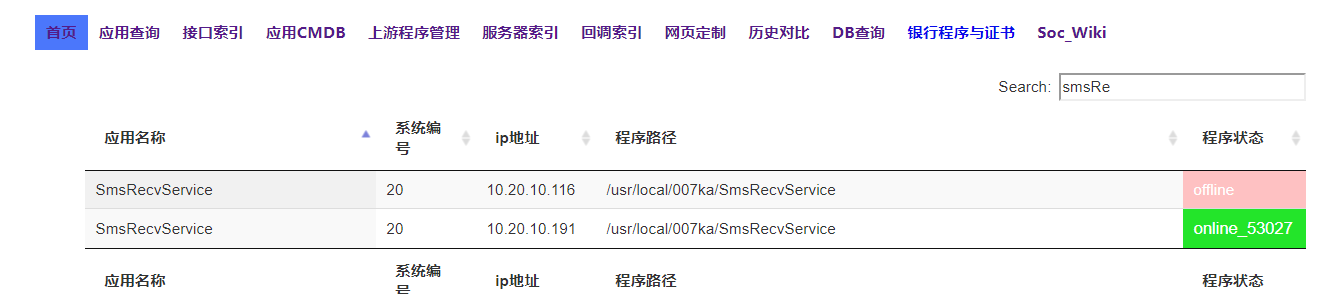 首页 应用查询 接口索引 应用CMDB 上游程序管理 服务器索引 回调索引 网页定制 历史对比 DB查询 银行程序与证书 Soc_Wiki
Search: smsRe
应用名称 系统编号 ip地址 程序路径 程序状态
SmsRecvService 20 10.20.10.116 /usr/local/007ka/SmsRecvService offline
SmsRecvService 20 10.20.10.191 /usr/local/007ka/SmsRecvService online_53027
应用名称 系统编号 ip地址 程序路径 程序状态